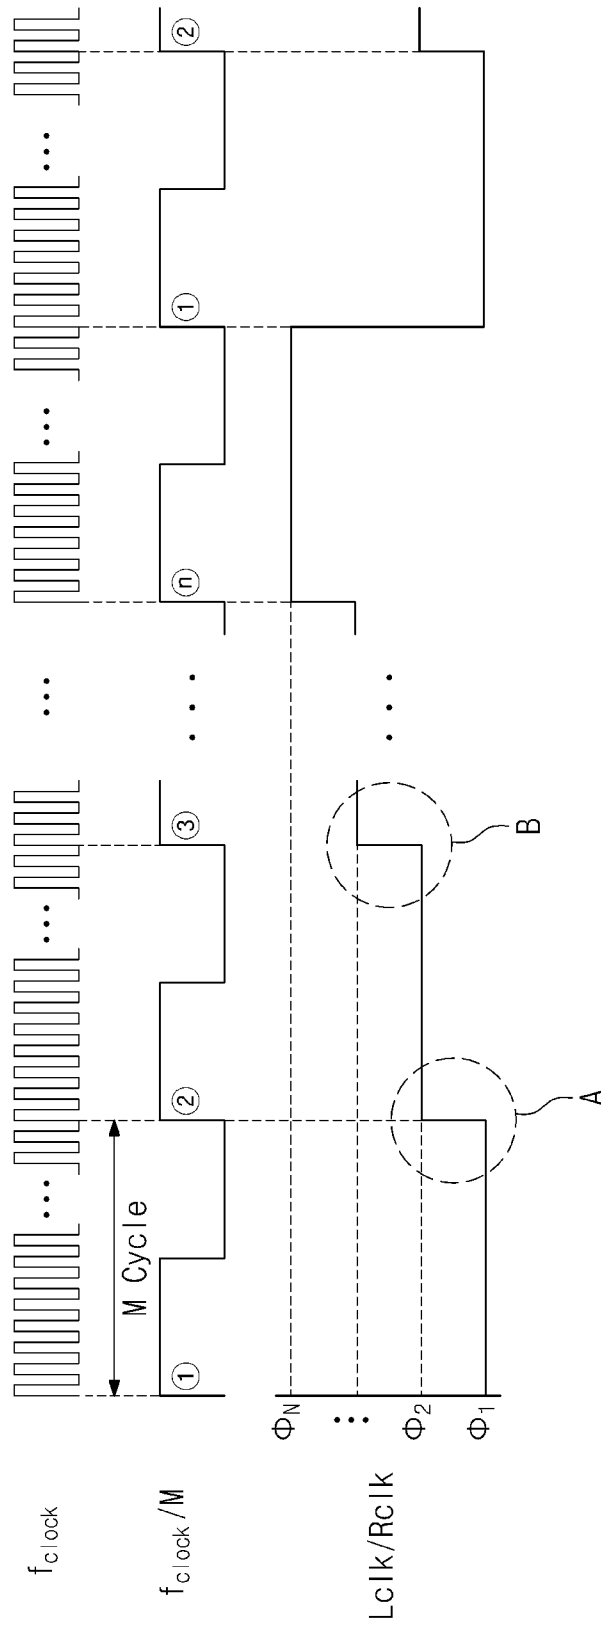 f_clock
f_clock/M
① ② ③ ⓝ ① ②
M Cycle
Φ_N
Φ_2
Φ_1
Lclk/Rclk
A
B